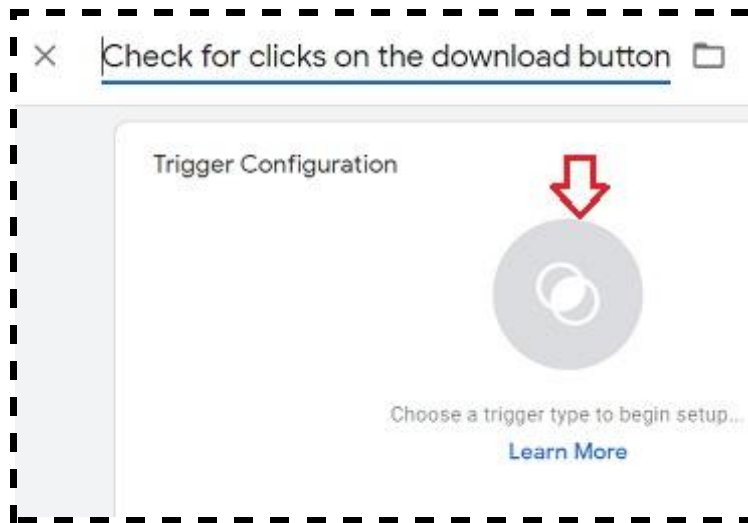 Check for clicks on the download button
Trigger Configuration
Choose a trigger type to begin setup...
Learn More